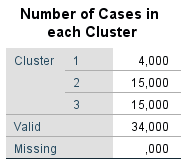 Number of Cases in
each Cluster
Cluster 1 4,000
2 15,000
3 15,000
Valid 34,000
Missing ,000